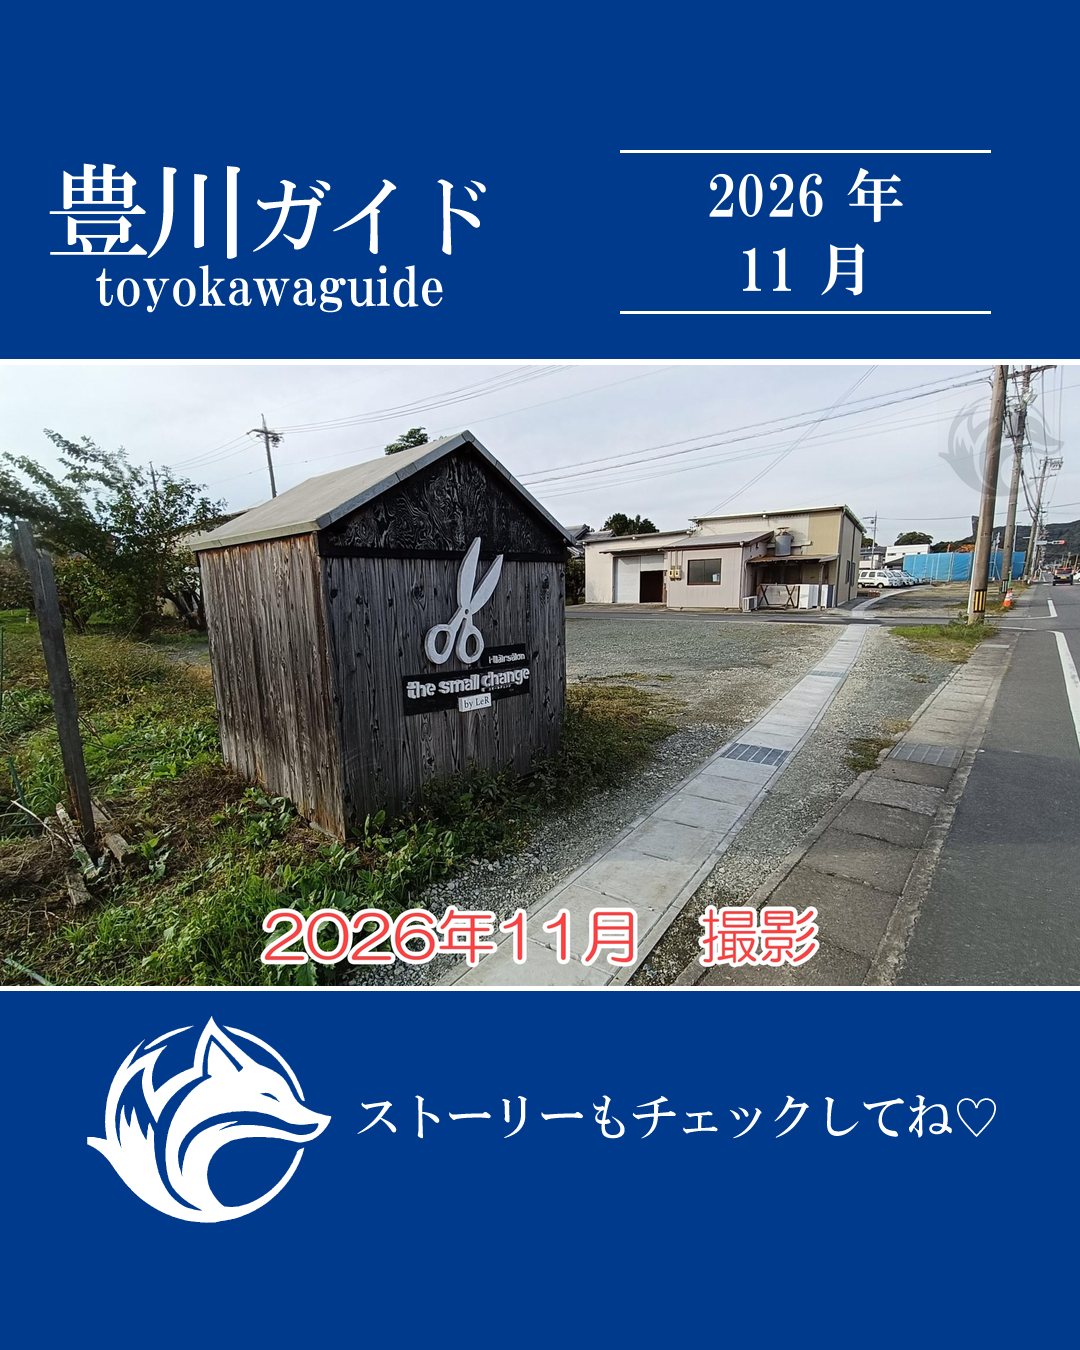 豊川ガイド
toyokawaguide
2026 年
11 月
Hairsalon
the small change
by LeR
2026年11月　撮影
ストーリーもチェックしてね♡